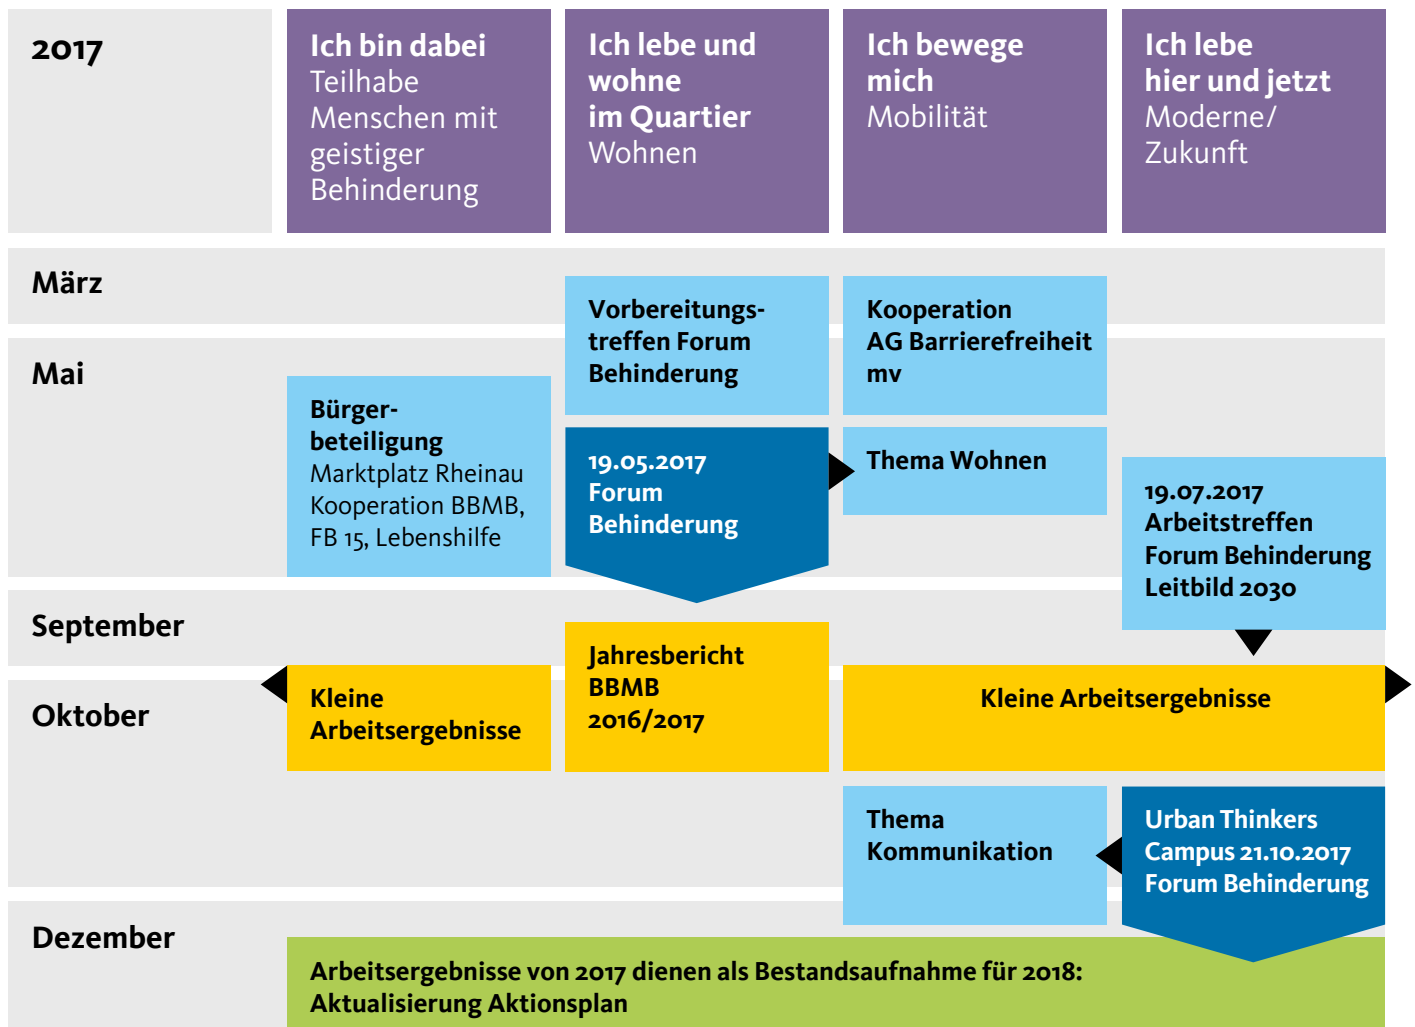 2017
Ich bin dabei
Teilhabe
Menschen mit
geistiger
Behinderung
Ich lebe und
wohne
im Quartier
Wohnen
Ich bewege
mich
Mobilität
Ich lebe
hier und jetzt
Moderne/
Zukunft
März
Vorbereitungs-
treffen Forum
Behinderung
Kooperation
AG Barrierefreiheit
mv
Mai
Bürger-
beteiligung
Marktplatz Rheinau
Kooperation BBMB,
FB 15, Lebenshilfe
19.05.2017
Forum
Behinderung
Thema Wohnen
19.07.2017
Arbeitstreffen
Forum Behinderung
Leitbild 2030
September
Jahresbericht
BBMB
2016/2017
Kleine
Arbeitsergebnisse
Kleine Arbeitsergebnisse
Oktober
Thema
Kommunikation
Urban Thinkers
Campus 21.10.2017
Forum Behinderung
Dezember
Arbeitsergebnisse von 2017 dienen als Bestandsaufnahme für 2018:
Aktualisierung Aktionsplan